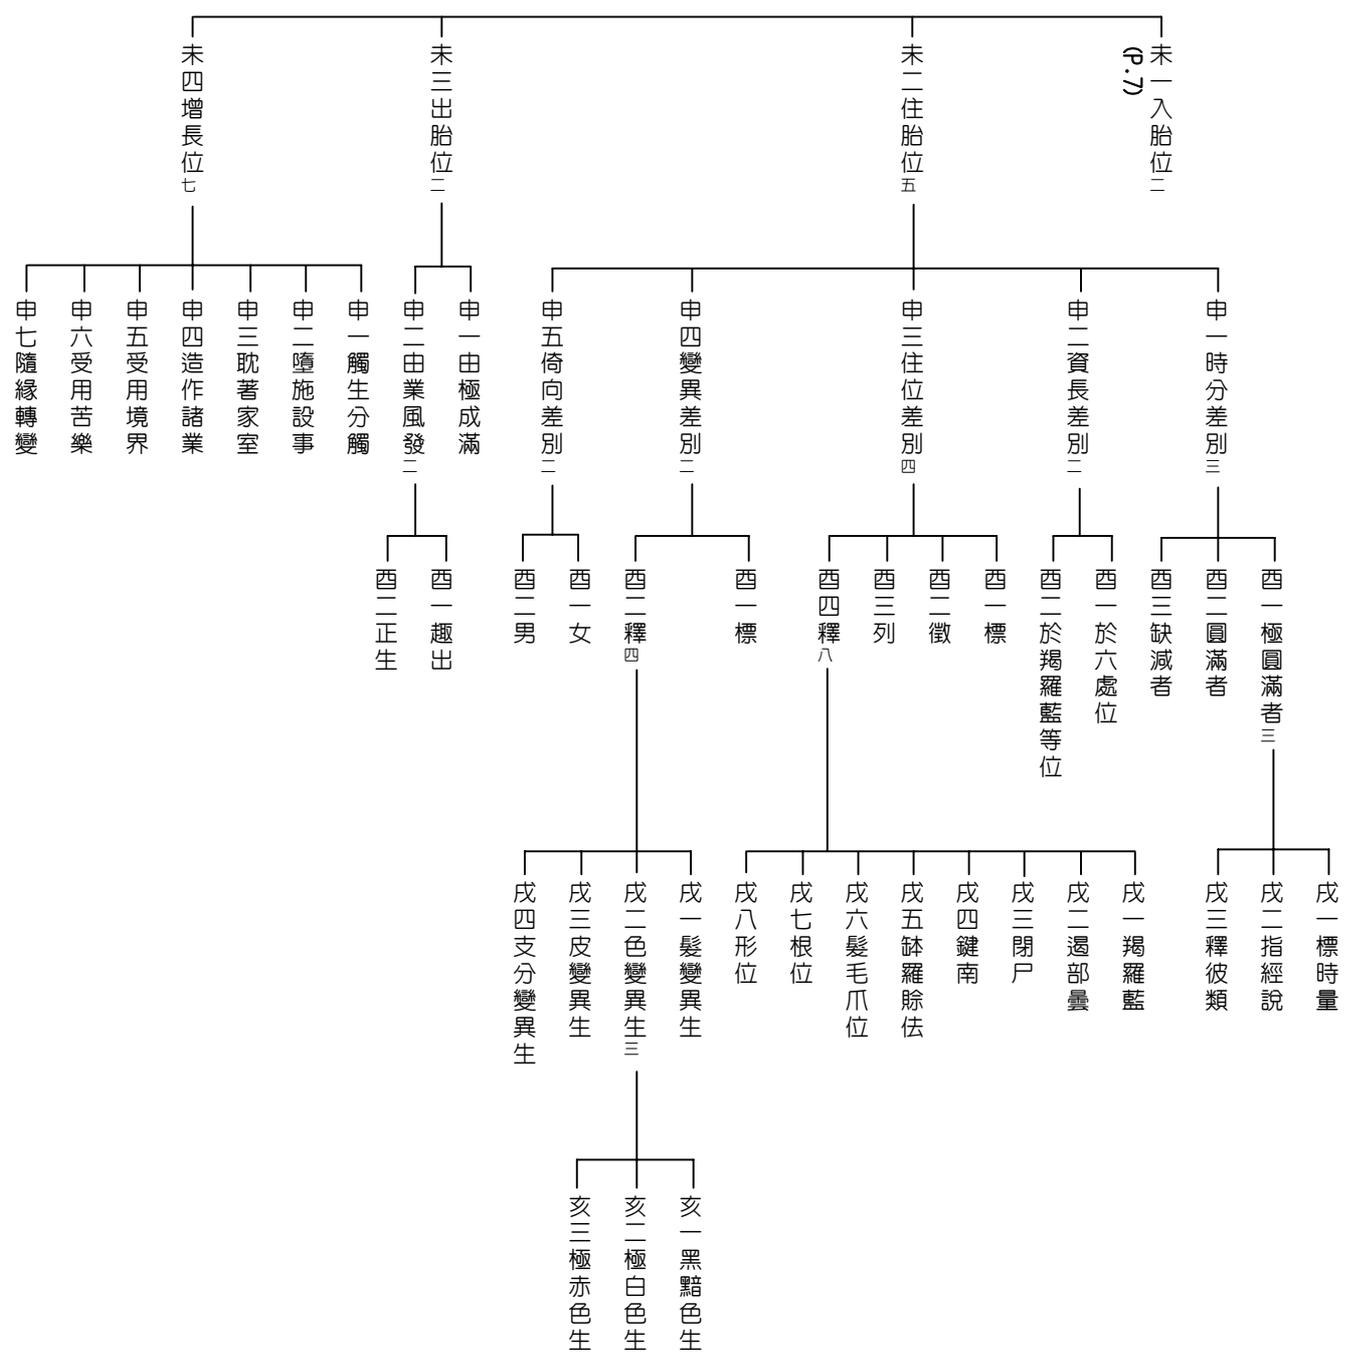 未一入胎位二
(P.7)
未二住胎位五
未三出胎位二
未四增長位七
申一時分差別三
申二資長差別二
申三住位差別四
申四變異差別二
申五倚向差別二
申一由極成滿
申二由業風發二
申一觸生分觸
申二墮施設事
申三耽著家室
申四造作諸業
申五受用境界
申六受用苦樂
申七隨緣轉變
酉一極圓滿者三
酉二圓滿者
酉三缺減者
酉一於六處位
酉二於羯羅藍等位
酉一標
酉二徵
酉三列
酉四釋八
酉一標
酉二釋四
酉一女
酉二男
酉一趣出
酉二正生
戌一標時量
戌二指經說
戌三釋彼類
戌一羯羅藍
戌二遏部曇
戌三閉尸
戌四鍵南
戌五缽羅賒佉
戌六髮毛爪位
戌七根位
戌八形位
戌一髮變異生
戌二色變異生三
戌三皮變異生
戌四支分變異生
亥一黑黯色生
亥二極白色生
亥三極赤色生